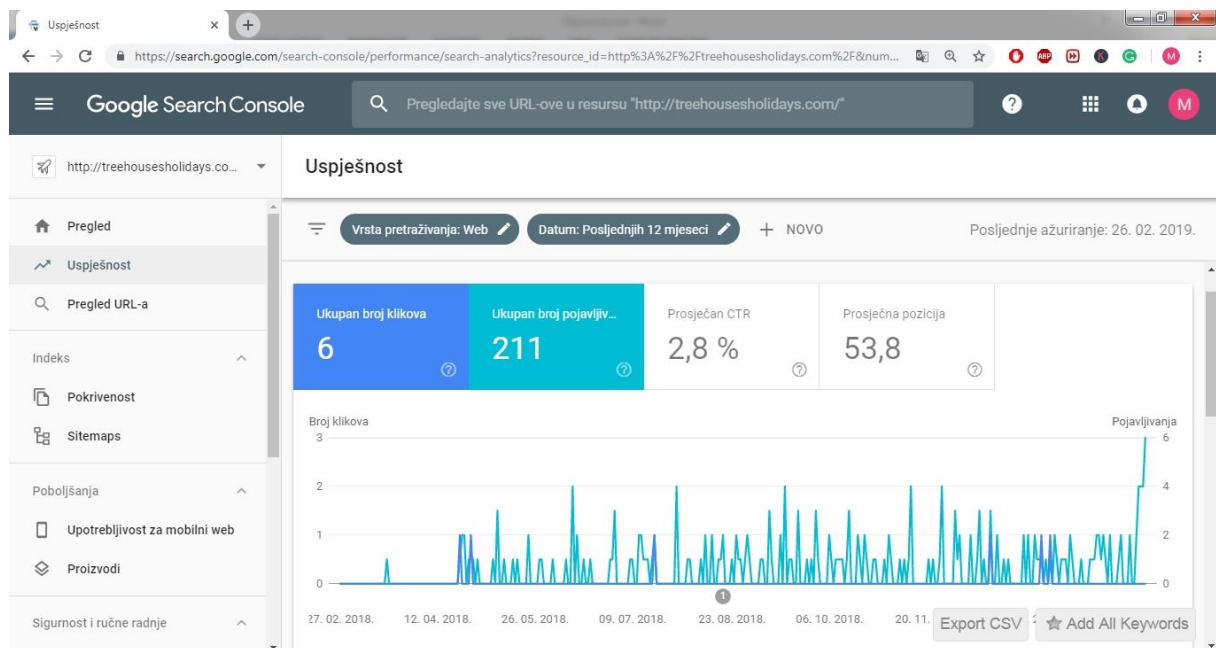 Uspješnost
https://search.google.com/search-console/performance/search-analytics?resource_id=http%3A%2F%2Ftreehousesholidays.com%2F&num...
ABP
K
G
M
Google Search Console
Pregledajte sve URL-ove u resursu "http://treehousesholidays.com/"
?
M
http://treehousesholidays.co...
Uspješnost
Pregled
Uspješnost
Pregled URL-a
Indeks
Pokrivenost
Sitemaps
Poboljšanja
Upotrebljivost za mobilni web
Proizvodi
Sigurnost i ručne radnje
Vrsta pretraživanja: Web
Datum: Posljednjih 12 mjeseci
+ NOVO
Posljednje ažuriranje: 26. 02. 2019.
Ukupan broj klikova
6
Ukupan broj pojavljiv...
211
Prosječan CTR
2,8 %
Prosječna pozicija
53,8
Broj klikova
Pojavljivanja
3
2
1
0
6
4
2
0
1
27. 02. 2018.
12. 04. 2018.
26. 05. 2018.
09. 07. 2018.
23. 08. 2018.
06. 10. 2018.
20. 11.
Export CSV
Add All Keywords